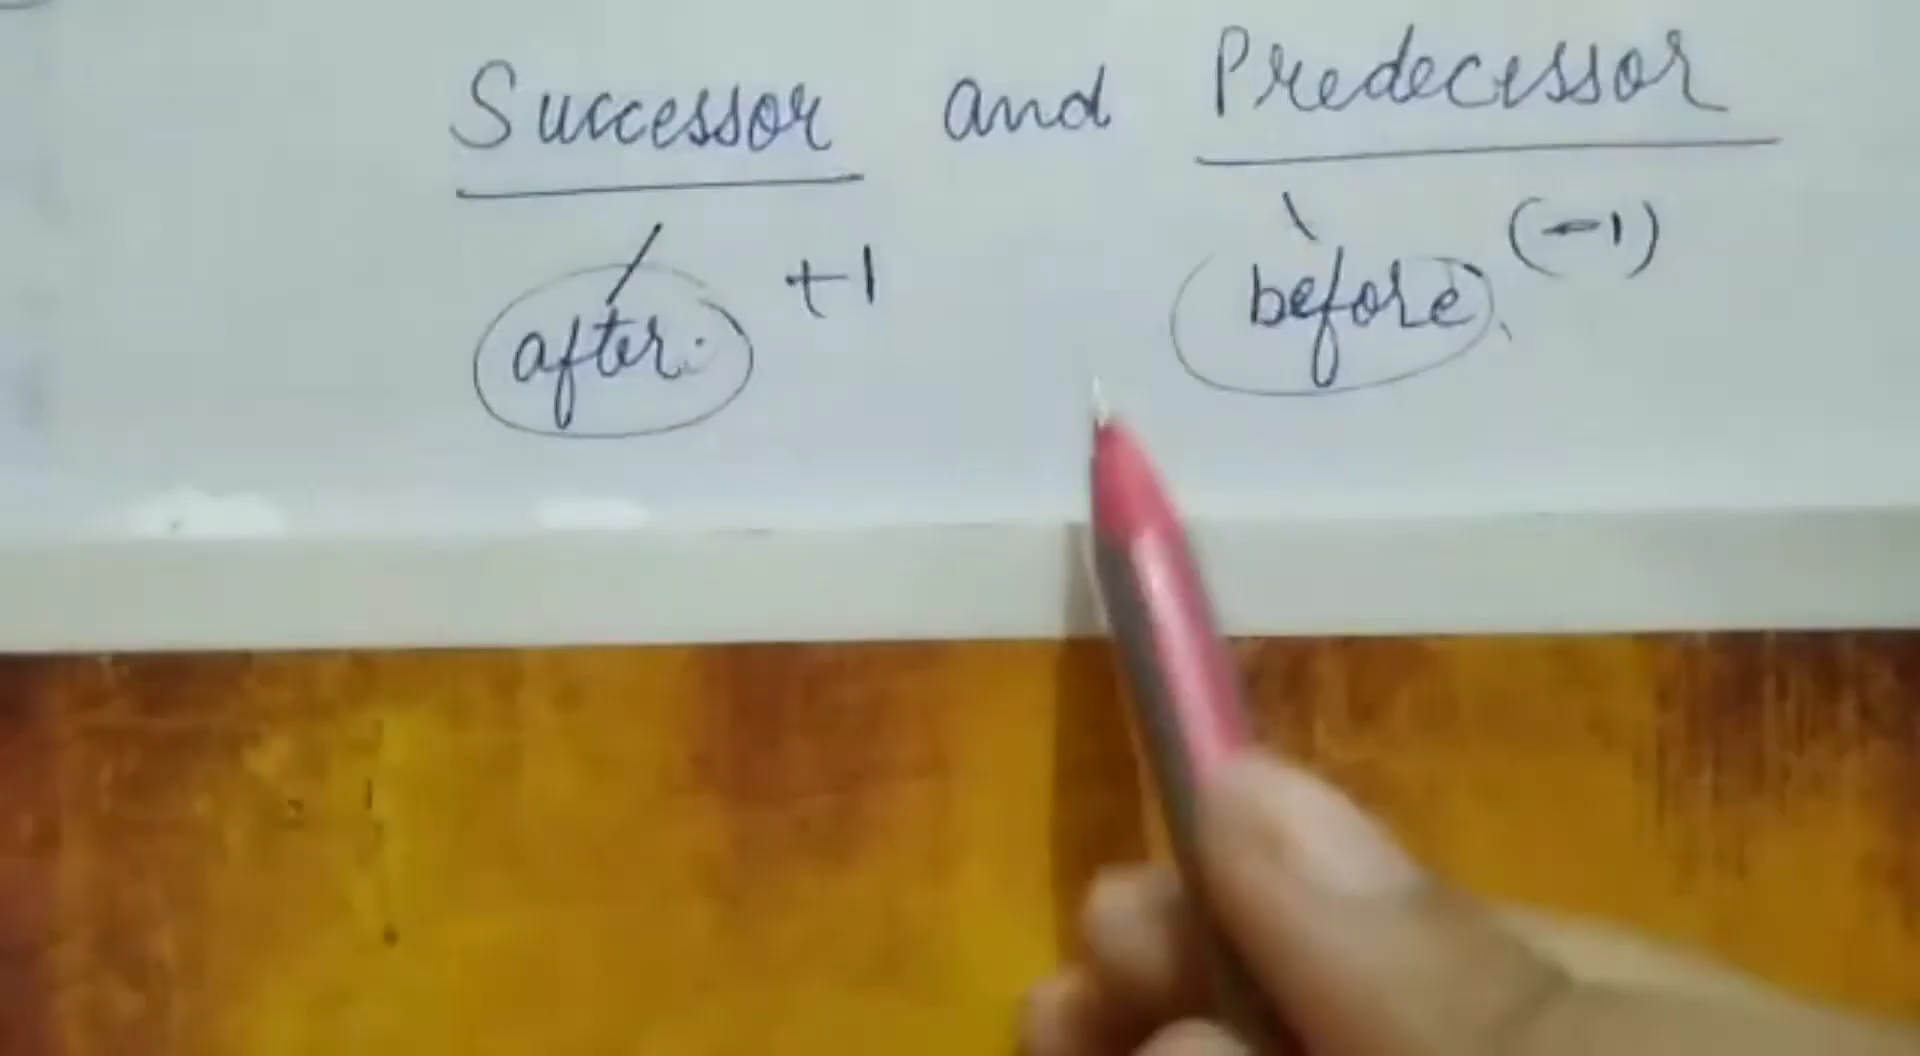 Successor and Predecessor
after. +1 before (-1)